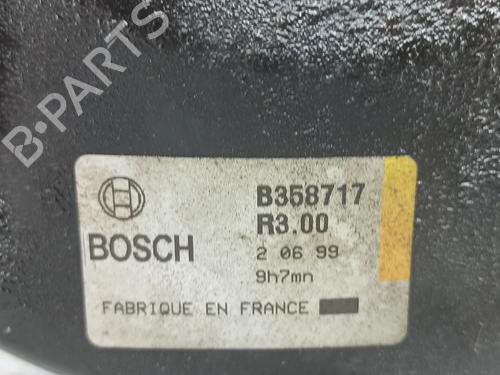 B-PARTS
B358717
R3.00
BOSCH
2 06 99
9h7mn
FABRIQUE EN FRANCE